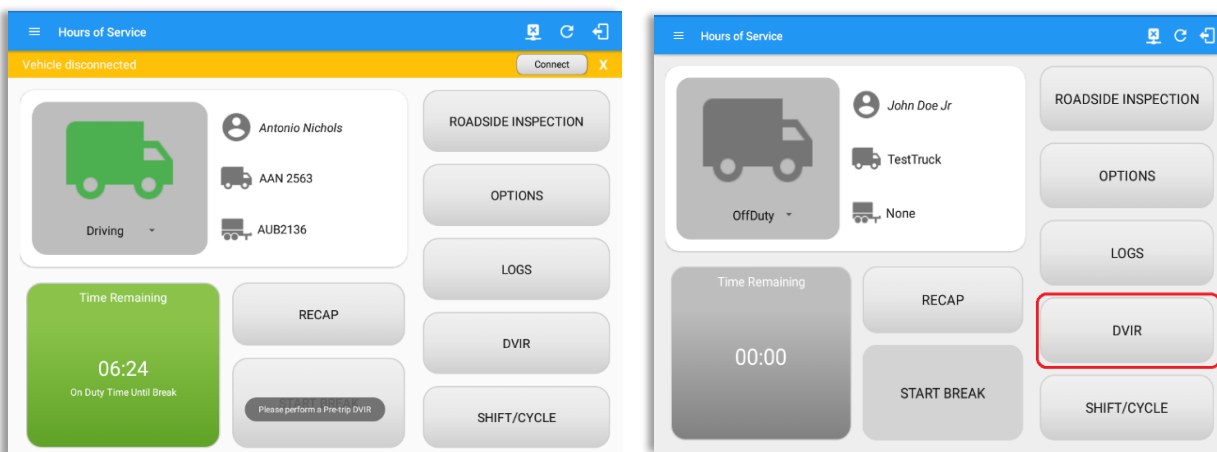 Hours of Service
Vehicle disconnected
Connect X
Antonio Nichols
AAN 2563
AUB2136
Driving
Time Remaining
06:24
On Duty Time Until Break
RECAP
START BREAK
Please perform a Pre-trip DVIR
ROADSIDE INSPECTION
OPTIONS
LOGS
DVIR
SHIFT/CYCLE
Hours of Service
John Doe Jr
TestTruck
None
OffDuty
Time Remaining
00:00
RECAP
START BREAK
ROADSIDE INSPECTION
OPTIONS
LOGS
DVIR
SHIFT/CYCLE